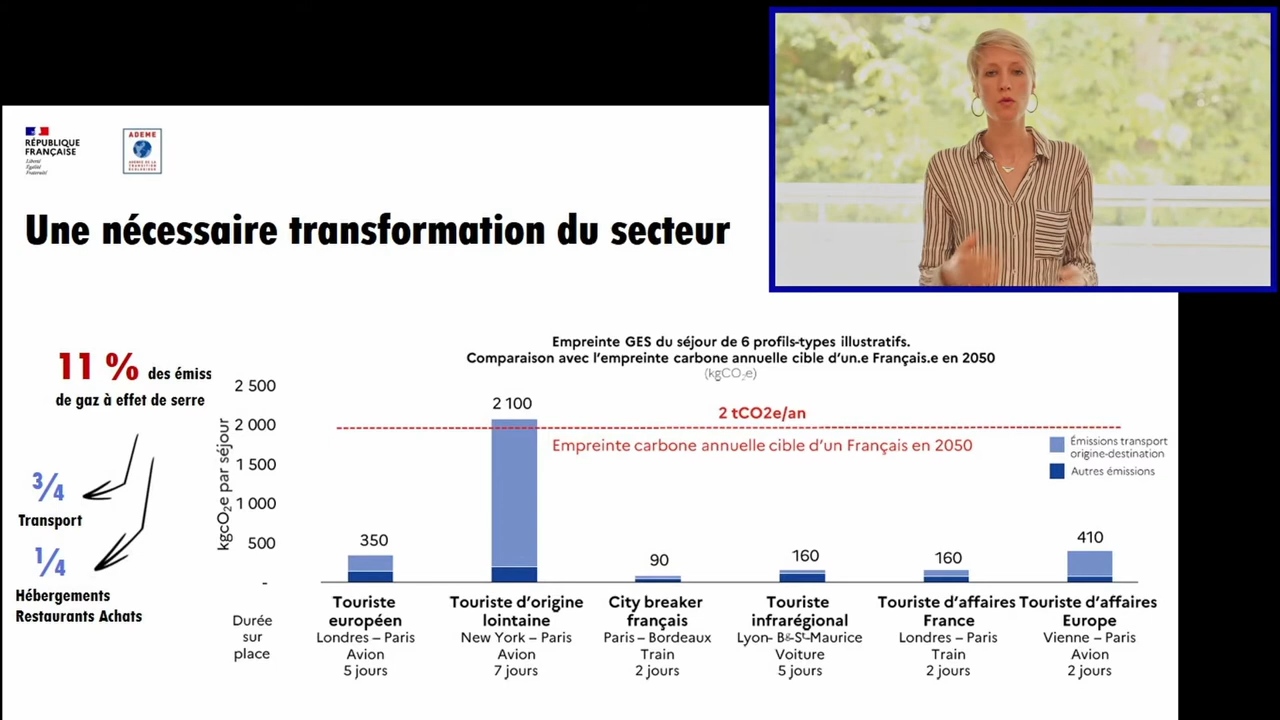 RÉPUBLIQUE
FRANÇAISE
Liberté
Égalité
Fraternité
ADEME
AGENCE DE LA
TRANSITION
ÉCOLOGIQUE
Une nécessaire transformation du secteur
11 % des émiss
de gaz à effet de serre
3/4
Transport
1/4
Hébergements
Restaurants Achats
Empreinte GES du séjour de 6 profils-types illustratifs.
Comparaison avec l'empreinte carbone annuelle cible d'un.e Français.e en 2050
(kgCO2e)
kgcO2e par séjour
2 500
2 000
1 500
1 000
500
-
2 tCO2e/an
Empreinte carbone annuelle cible d'un Français en 2050
Émissions transport
origine-destination
Autres émissions
350
2 100
90
160
160
410
Durée
sur
place
Touriste
européen
Londres – Paris
Avion
5 jours
Touriste d'origine
lointaine
New York – Paris
Avion
7 jours
City breaker
français
Paris – Bordeaux
Train
2 jours
Touriste
infrarégional
Lyon- Bg-St-Maurice
Voiture
5 jours
Touriste d'affaires
France
Londres – Paris
Train
2 jours
Touriste d'affaires
Europe
Vienne – Paris
Avion
2 jours